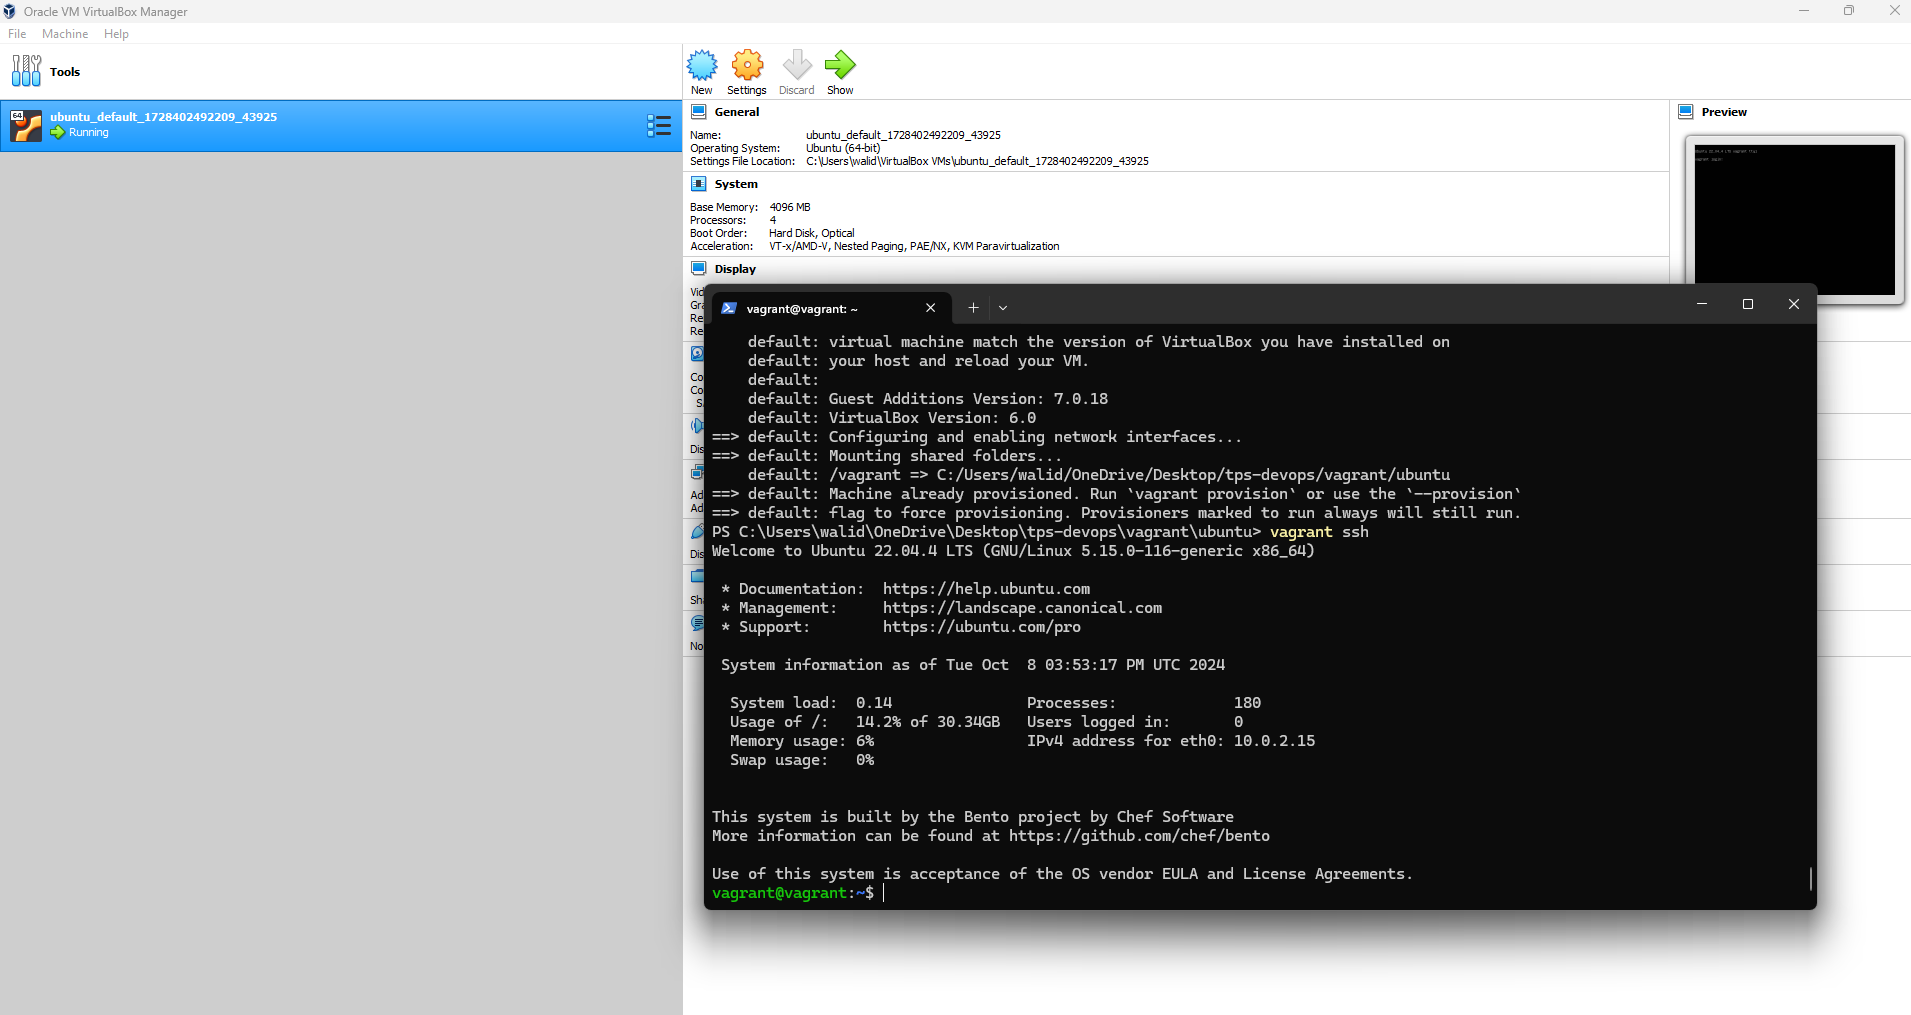 Oracle VM VirtualBox Manager
File Machine Help
Tools
64
ubuntu_default_1728402492209_43925
Running
New Settings Discard Show
General
Name: ubuntu_default_1728402492209_43925
Operating System: Ubuntu (64-bit)
Settings File Location: C:\Users\walid\VirtualBox VMs\ubuntu_default_1728402492209_43925
System
Base Memory: 4096 MB
Processors: 4
Boot Order: Hard Disk, Optical
Acceleration: VT-x/AMD-V, Nested Paging, PAE/NX, KVM Paravirtualization
Display
Preview
Vid
Gra
Re
Re
Co
Co
S
Dis
Ad
Ad
Dis
Sh
No
vagrant@vagrant: ~
default: virtual machine match the version of VirtualBox you have installed on
default: your host and reload your VM.
default:
default: Guest Additions Version: 7.0.18
default: VirtualBox Version: 6.0
==> default: Configuring and enabling network interfaces...
==> default: Mounting shared folders...
default: /vagrant => C:/Users/walid/OneDrive/Desktop/tps-devops/vagrant/ubuntu
==> default: Machine already provisioned. Run `vagrant provision` or use the `--provision`
==> default: flag to force provisioning. Provisioners marked to run always will still run.
PS C:\Users\walid\OneDrive\Desktop\tps-devops\vagrant\ubuntu> vagrant ssh
Welcome to Ubuntu 22.04.4 LTS (GNU/Linux 5.15.0-116-generic x86_64)
* Documentation: https://help.ubuntu.com
* Management: https://landscape.canonical.com
* Support: https://ubuntu.com/pro
System information as of Tue Oct 8 03:53:17 PM UTC 2024
System load: 0.14 Processes: 180
Usage of /: 14.2% of 30.34GB Users logged in: 0
Memory usage: 6% IPv4 address for eth0: 10.0.2.15
Swap usage: 0%
This system is built by the Bento project by Chef Software
More information can be found at https://github.com/chef/bento
Use of this system is acceptance of the OS vendor EULA and License Agreements.
vagrant@vagrant:~$